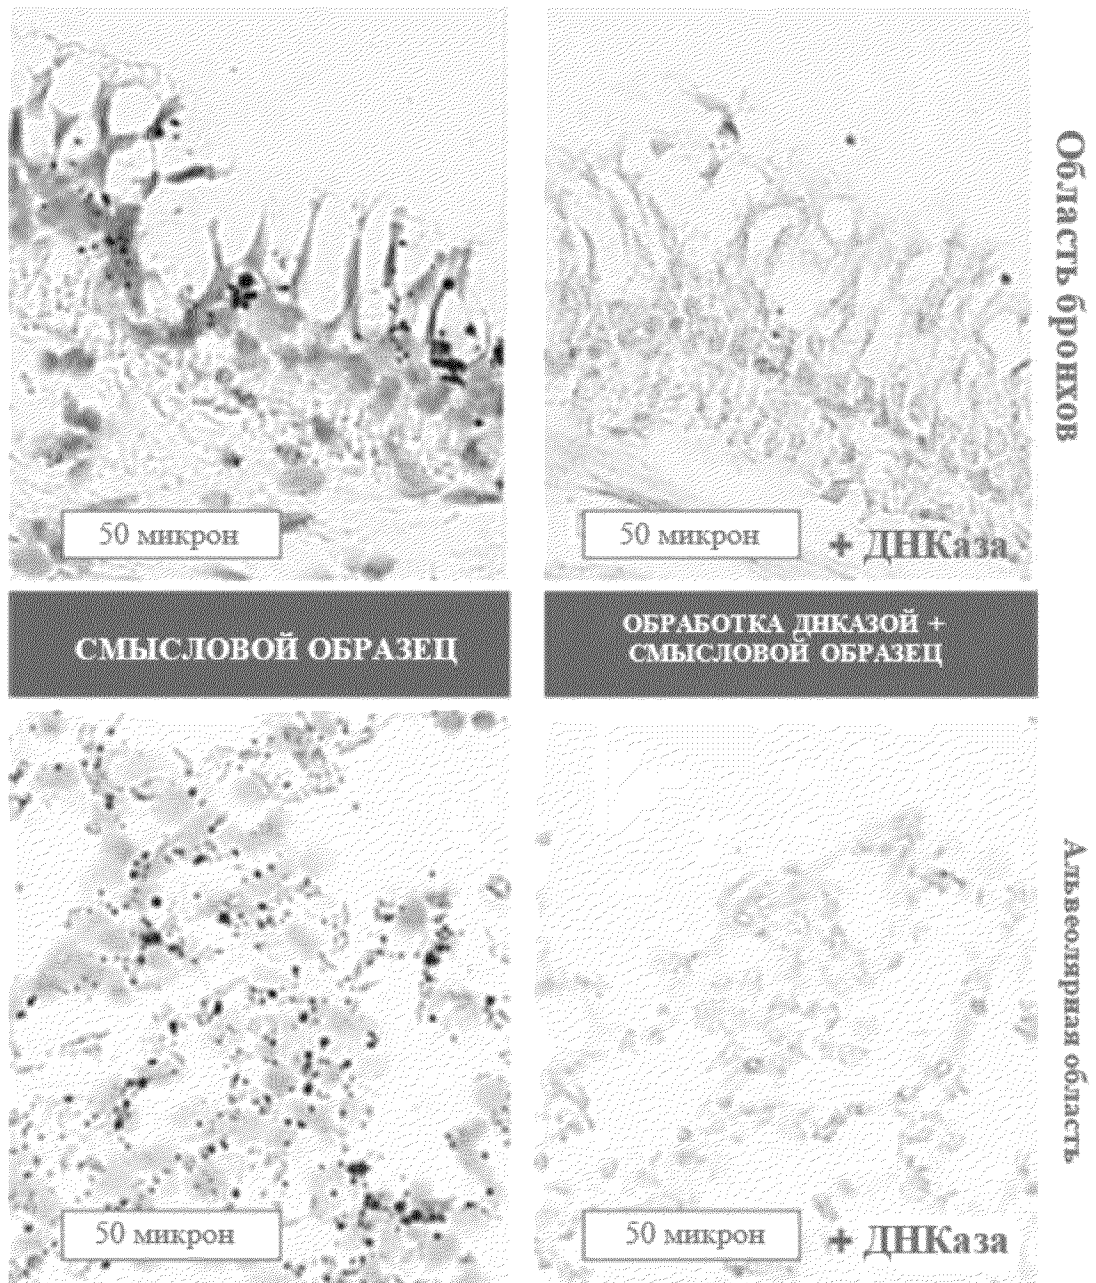 Область бронхов
50 микрон
50 микрон
+ ДНКаза
СМЫСЛОВОЙ ОБРАЗЕЦ
ОБРАБОТКА ДНКАЗОЙ +
СМЫСЛОВОЙ ОБРАЗЕЦ
Альвеолярная область
50 микрон
50 микрон
+ ДНКаза